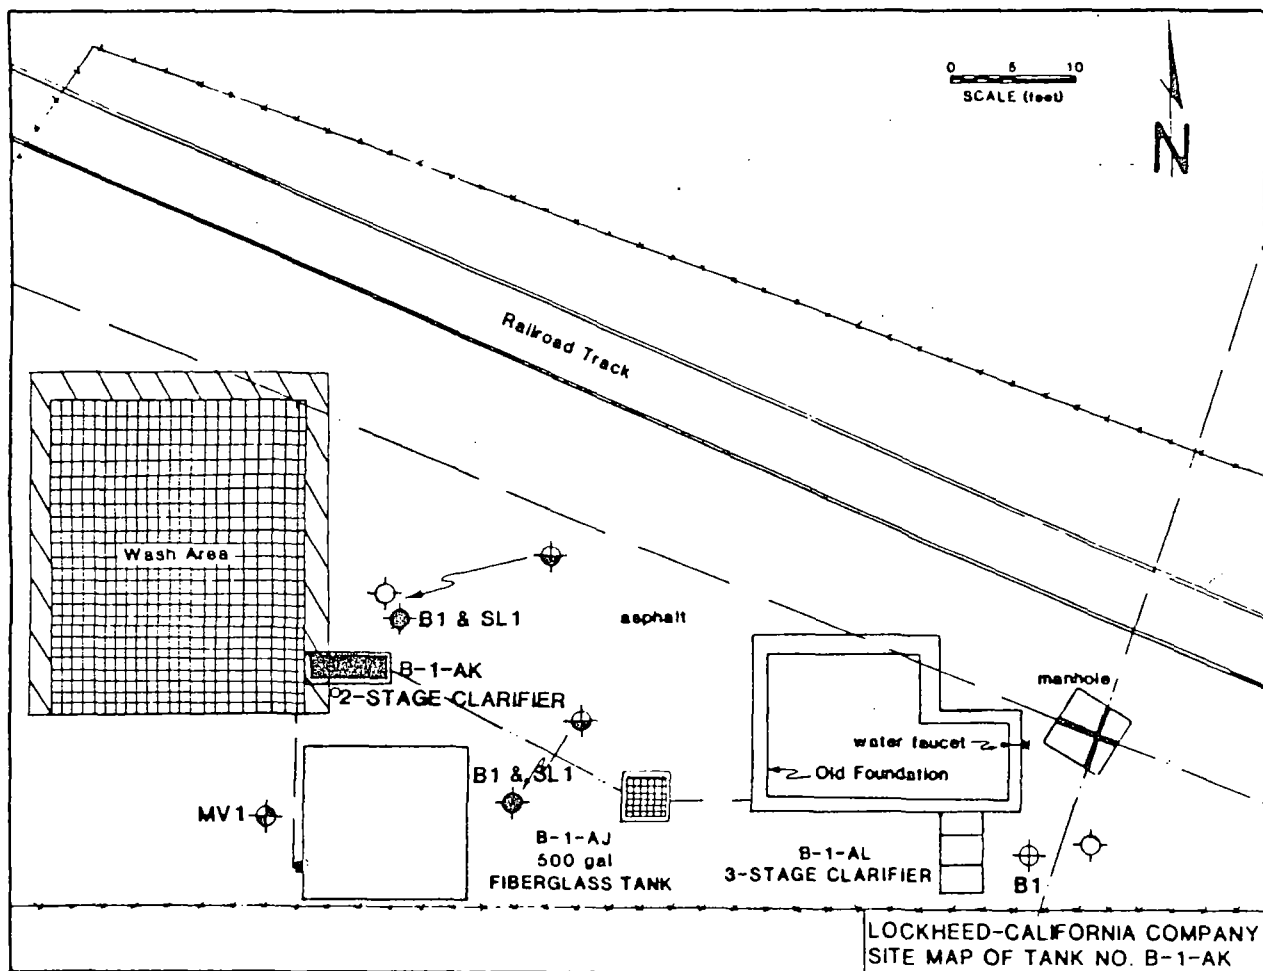 0 5 10
SCALE (feet)
N
Railroad Track
Wash Area
B1 & SL1
asphalt
B-1-AK
2-STAGE CLARIFIER
manhole
water faucet
Old Foundation
B1 & SL1
MV1
B-1-AJ
500 gal
FIBERGLASS TANK
B-1-AL
3-STAGE CLARIFIER
B1
LOCKHEED-CALIFORNIA COMPANY
SITE MAP OF TANK NO. B-1-AK